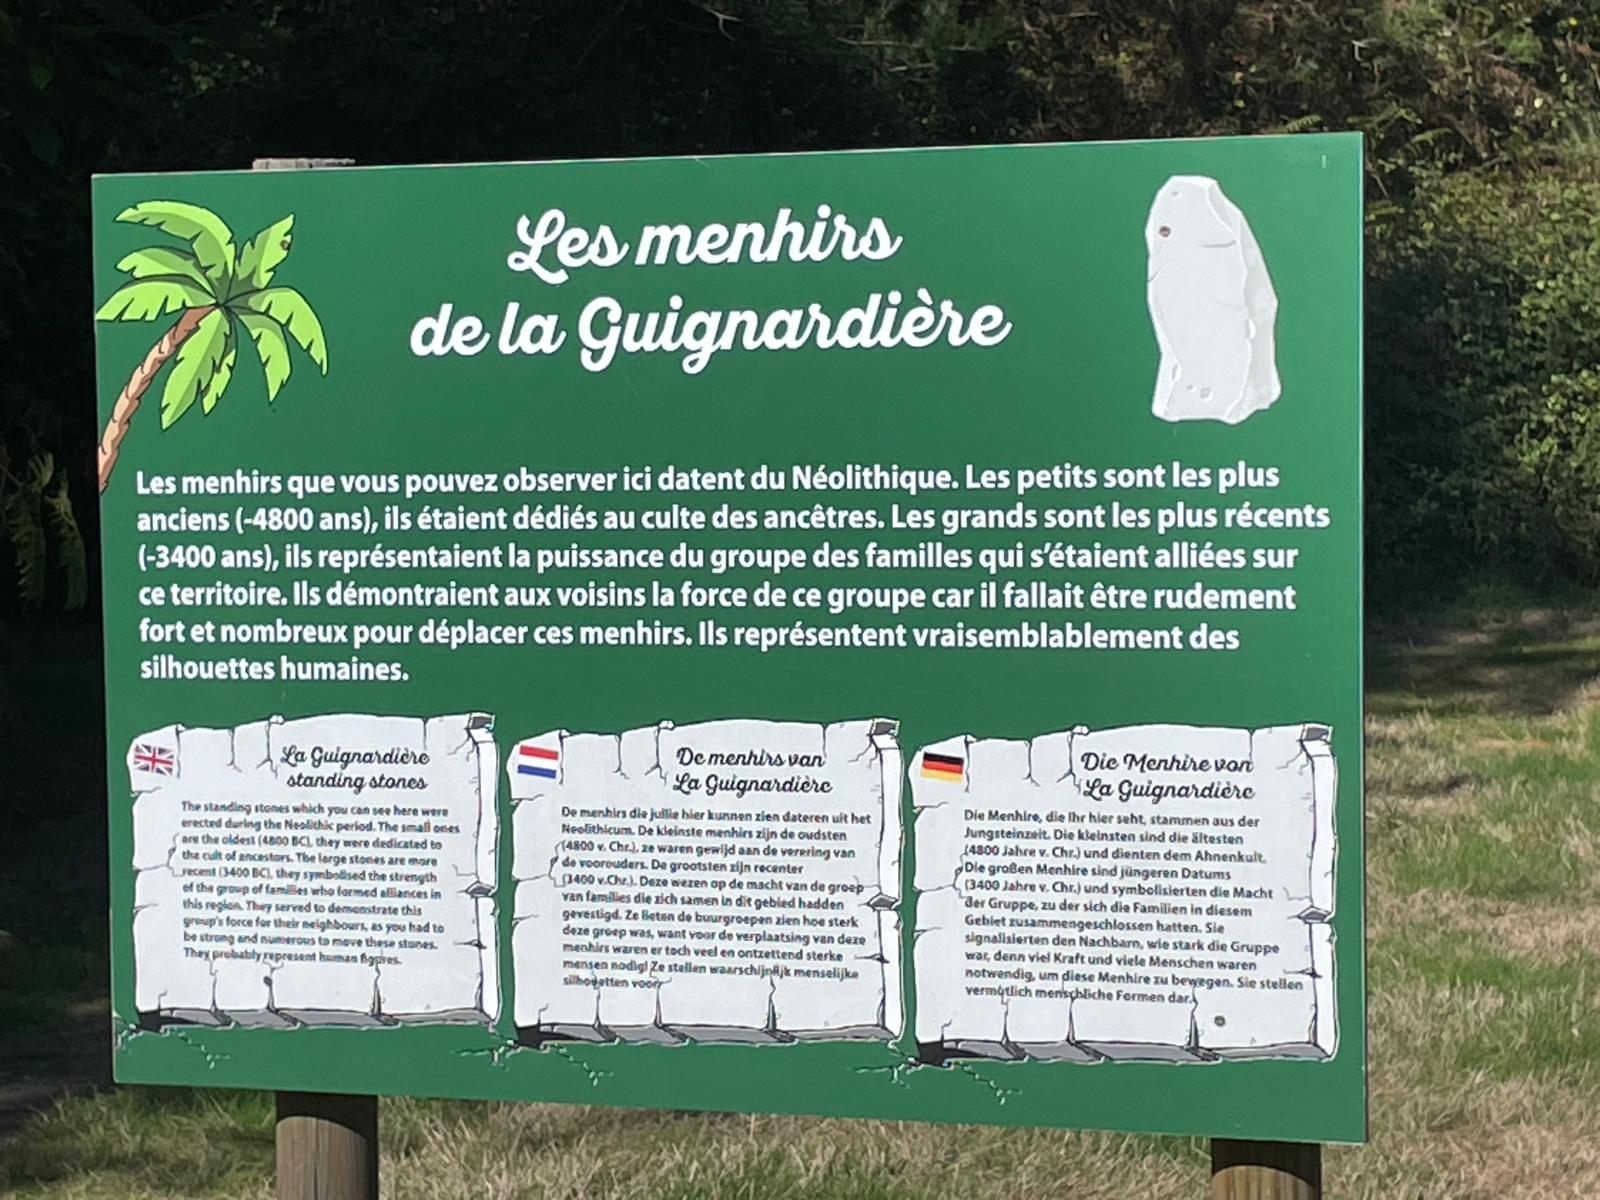 Les menhirs
de la Guignardière
Les menhirs que vous pouvez observer ici datent du Néolithique. Les petits sont les plus
anciens (-4800 ans), ils étaient dédiés au culte des ancêtres. Les grands sont les plus récents
(-3400 ans), ils représentaient la puissance du groupe des familles qui s'étaient alliées sur
ce territoire. Ils démontraient aux voisins la force de ce groupe car il fallait être rudement
fort et nombreux pour déplacer ces menhirs. Ils représentent vraisemblablement des
silhouettes humaines.
La Guignardière
standing stones
The standing stones which you can see here were
erected during the Neolithic period. The small ones
are the oldest (4800 BC), they were dedicated to
the cult of ancestors. The large stones are more
recent (3400 BC), they symbolised the strength
of the group of families who formed alliances in
this region. They served to demonstrate this
group's force for their neighbours, as you had to
be strong and numerous to move these stones.
They probably represent human figures.
De menhirs van
La Guignardière
De menhirs die jullie hier kunnen zien dateren uit het
Neolithicum. De kleinste menhirs zijn de oudsten
(4800 v. Chr.), ze waren gewijd aan de verering van
de voorouders. De grootsten zijn recenter
(3400 v.Chr.). Deze wezen op de macht van de groep
van families die zich samen in dit gebied hadden
gevestigd. Ze lieten de buurgroepen zien hoe sterk
deze groep was, want voor de verplaatsing van deze
menhirs waren er toch veel en ontzettend sterke
mensen nodig! Ze stellen waarschijnlijk menselijke
silhouetten voor.
Die Menhire von
La Guignardière
Die Menhire, die Ihr hier seht, stammen aus der
Jungsteinzeit. Die kleinsten sind die ältesten
(4800 Jahre v. Chr.) und dienten dem Ahnenkult.
Die großen Menhire sind jüngeren Datums
(3400 Jahre v. Chr.) und symbolisierten die Macht
der Gruppe, zu der sich die Familien in diesem
Gebiet zusammengeschlossen hatten. Sie
signalisierten den Nachbarn, wie stark die Gruppe
war, denn viel Kraft und viele Menschen waren
notwendig, um diese Menhire zu bewegen. Sie stellen
vermutlich menschliche Formen dar.